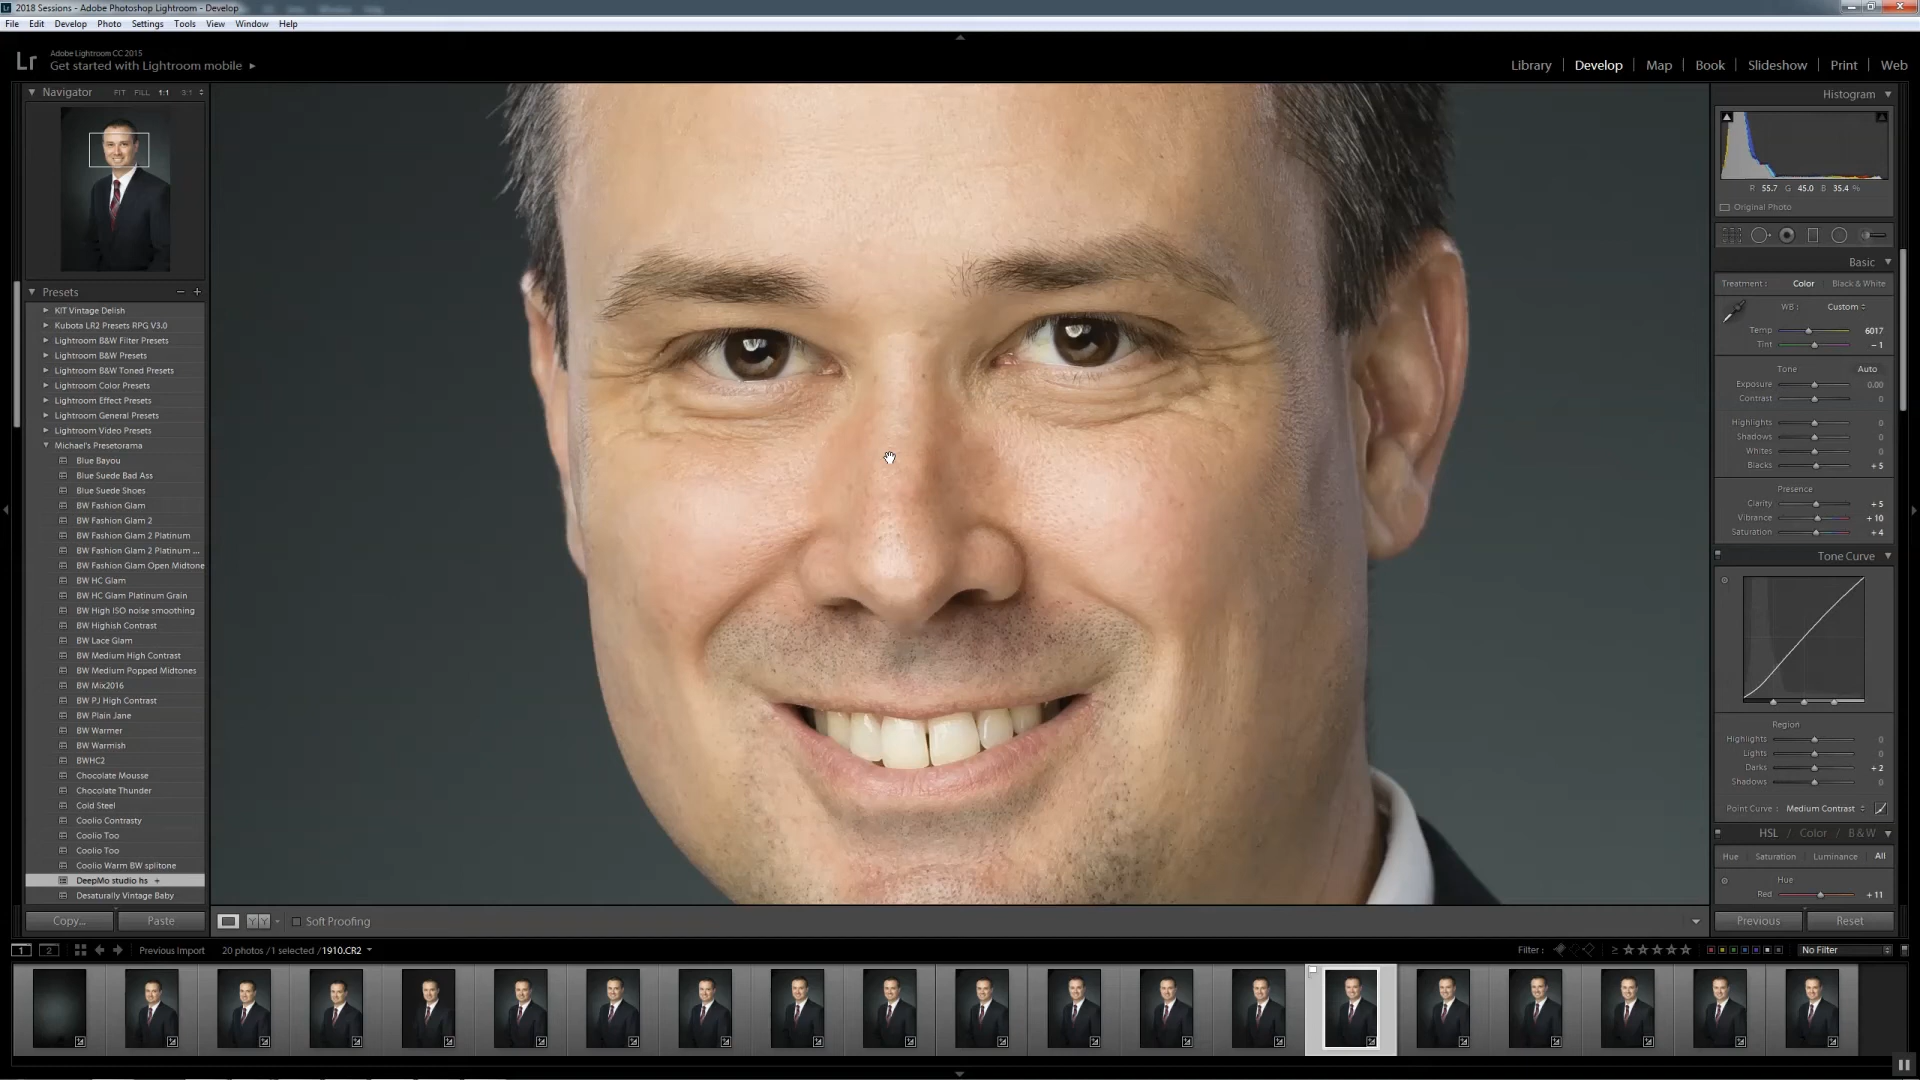 2018 Sessions - Adobe Photoshop Lightroom - Develop
File Edit Develop Photo Settings Tools View Window Help
Lr
Adobe Lightroom CC 2015
Get started with Lightroom mobile
Library | Develop | Map | Book | Slideshow | Print | Web
Navigator FIT FILL 1:1 3:1
Presets
KIT Vintage Delish
Kubota LR2 Presets RPG V3.0
Lightroom B&W Filter Presets
Lightroom B&W Presets
Lightroom B&W Toned Presets
Lightroom Color Presets
Lightroom Effect Presets
Lightroom General Presets
Lightroom Video Presets
Michael's Presetorama
Blue Bayou
Blue Suede Bad Ass
Blue Suede Shoes
BW Fashion Glam
BW Fashion Glam 2
BW Fashion Glam 2 Platinum
BW Fashion Glam 2 Platinum ...
BW Fashion Glam Open Midtone
BW HC Glam
BW HC Glam Platinum Grain
BW High ISO noise smoothing
BW Highish Contrast
BW Lace Glam
BW Medium High Contrast
BW Medium Popped Midtones
BW Mix2016
BW PJ High Contrast
BW Plain Jane
BW Warmer
BW Warmish
BWHC2
Chocolate Mousse
Chocolate Thunder
Cold Steel
Coolio Contrasty
Coolio Too
Coolio Too
Coolio Warm BW splitone
DeepMo studio hs +
Desaturally Vintage Baby
Copy... Paste
Soft Proofing
Histogram
R 55.7 G 45.0 B 35.4 %
Original Photo
Basic
Treatment : Color Black & White
WB : Custom
Temp 6017
Tint - 1
Tone Auto
Exposure 0.00
Contrast 0
Highlights 0
Shadows 0
Whites 0
Blacks + 5
Presence
Clarity + 5
Vibrance + 10
Saturation + 4
Tone Curve
Region
Highlights 0
Lights 0
Darks + 2
Shadows 0
Point Curve : Medium Contrast
HSL / Color / B & W
Hue Saturation Luminance All
Hue
Red + 11
Previous Reset
1 2 Previous Import 20 photos / 1 selected / 1910.CR2
Filter : ≥ No Filter